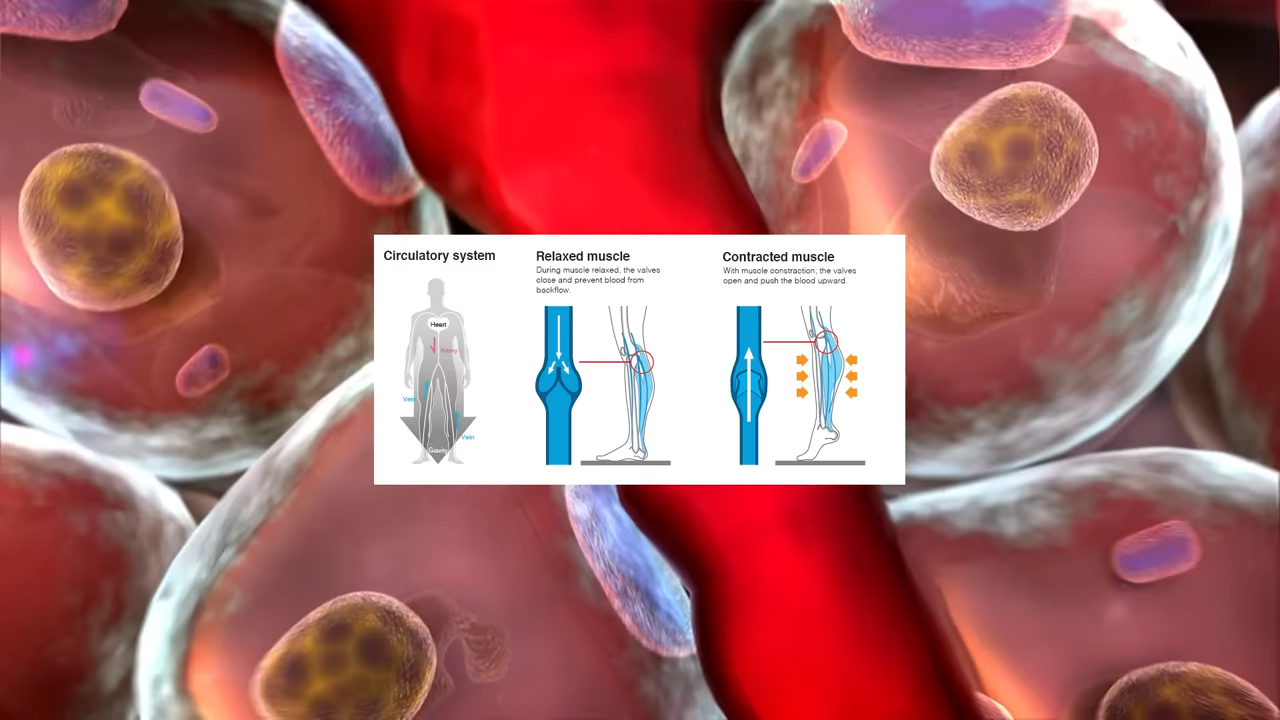 Circulatory system
Heart
Artery
Vein
Vein
Gravity
Relaxed muscle
During muscle relaxed, the valves
close and prevent blood from
backflow.
Contracted muscle
With muscle constraction, the valves
open and push the blood upward.